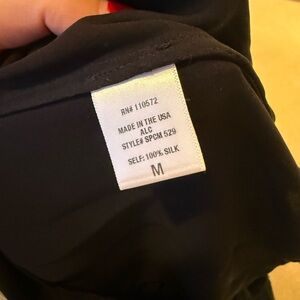 RN# 110572
MADE IN THE USA
ALC
STYLE# SPCM 529
SELF: 100% SILK
M